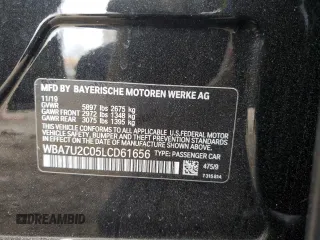 MFD BY BAYERISCHE MOTOREN WERKE AG
11/19
GVWR 5897 lbs 2675 kg
GAWR FRONT 2972 lbs 1348 kg
GAWR REAR 3075 lbs 1395 kg
THIS VEHICLE CONFORMS TO ALL APPLICABLE FEDERAL MOTOR
VEHICLE SAFETY, BUMPER, AND THEFT PREVENTION STANDARDS
IN EFFECT ON THE DATE OF MANUFACTURE SHOWN ABOVE.
WBA7U2C05LCD61656 TYPE: PASSENGER CAR
475/9
DREAMBID